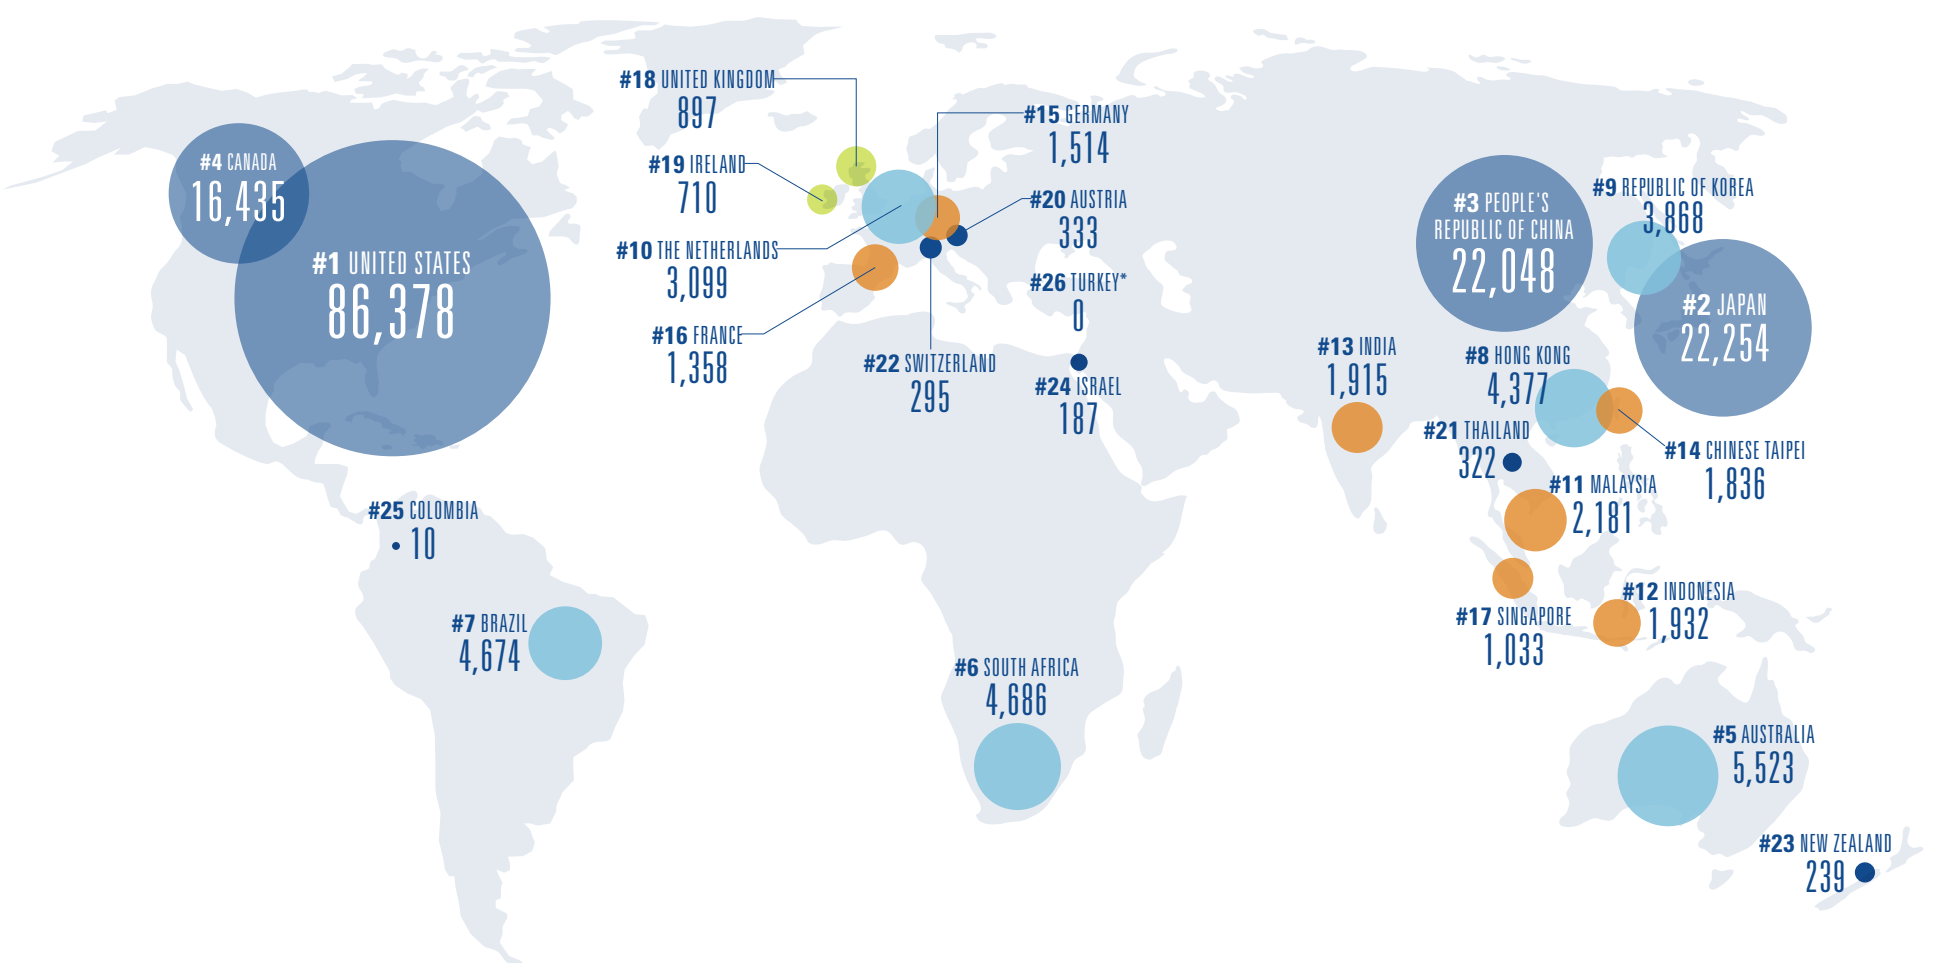 #18 UNITED KINGDOM
897
#19 IRELAND
710
#10 THE NETHERLANDS
3,099
#16 FRANCE
1,358
#15 GERMANY
1,514
#20 AUSTRIA
333
#26 TURKEY*
0
#22 SWITZERLAND
295
#24 ISRAEL
187
#4 CANADA
16,435
#1 UNITED STATES
86,378
#25 COLOMBIA
10
#7 BRAZIL
4,674
#6 SOUTH AFRICA
4,686
#3 PEOPLE'S
REPUBLIC OF CHINA
22,048
#9 REPUBLIC OF KOREA
3,868
#2 JAPAN
22,254
#13 INDIA
1,915
#8 HONG KONG
4,377
#21 THAILAND
322
#14 CHINESE TAIPEI
1,836
#11 MALAYSIA
2,181
#12 INDONESIA
1,932
#17 SINGAPORE
1,033
#5 AUSTRALIA
5,523
#23 NEW ZEALAND
239